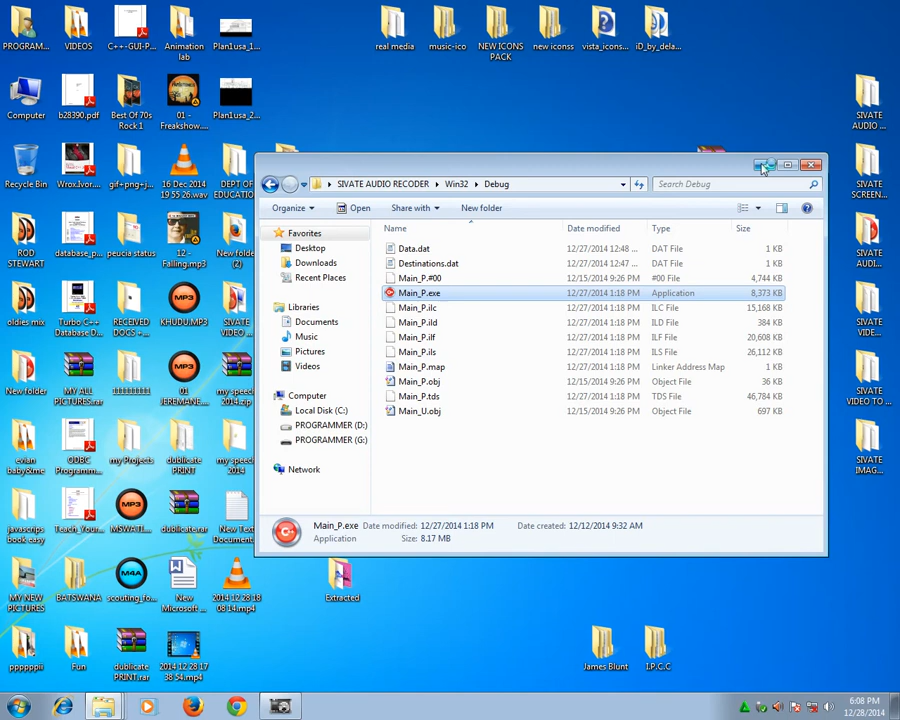 PROGRAM... VIDEOS C++-GUI-P... Animation lab Plan1usa_1... real media music-ico NEW ICONS PACK new iconss vista_icons... iD_by_dela...
Computer b28390.pdf Best Of 70s Rock 1 01 - Freakshow.... Plan1usa_2... SIVATE AUDIO ...
Recycle Bin Wrox.Ivor.... gif+png+j... 16 Dec 2014 19 55 26.wav DEPT OF EDUCATIO... SIVATE SCREEN...
ROD STEWART database_p... peucia status 12 - Falling.mp3 New folder (2) SIVATE AUDI...
oldies mix Turbo C++ Database D... RECEIVED DOGS +... KHUDU.MP3 SIVATE VIDEO... SIVATE VIDE...
New folder MY ALL PICTURES.rar 1111111111 01 JEREMANE... my speech 2014.zip SIVATE VIDEO TO ...
evian baby&me ODBC Programm... my Projects dublicate PRINT my speech 2014 SIVATE IMAG...
javascrips book easy Teach_Your... MSWATI... dublicate.rar New Text Document...
MY NEW PICTURES BATSWANA scouting_fo... New Microsoft ... 2014 12 28 18 08 14.mp4 Extracted
ppppppii Fun dublicate PRINT.rar 2014 12 28 17 38 54.mp4 James Blunt I.P.C.C
SIVATE AUDIO RECODER Win32 Debug Search Debug
Organize Open Share with New folder
Favorites
Desktop
Downloads
Recent Places
Libraries
Documents
Music
Pictures
Videos
Computer
Local Disk (C:)
PROGRAMMER (D:)
PROGRAMMER (G:)
Network
Name Date modified Type Size
Data.dat 12/27/2014 12:48 ... DAT File 1 KB
Destinations.dat 12/27/2014 12:47 ... DAT File 1 KB
Main_P.#00 12/15/2014 9:26 PM #00 File 4,744 KB
Main_P.exe 12/27/2014 1:18 PM Application 8,373 KB
Main_P.ilc 12/27/2014 1:18 PM ILC File 15,168 KB
Main_P.ild 12/27/2014 1:18 PM ILD File 384 KB
Main_P.ilf 12/27/2014 1:18 PM ILF File 20,608 KB
Main_P.ils 12/27/2014 1:18 PM ILS File 26,112 KB
Main_P.map 12/27/2014 1:18 PM Linker Address Map 1 KB
Main_P.obj 12/15/2014 9:26 PM Object File 36 KB
Main_P.tds 12/27/2014 1:18 PM TDS File 46,784 KB
Main_U.obj 12/15/2014 9:26 PM Object File 697 KB
Main_P.exe Date modified: 12/27/2014 1:18 PM Date created: 12/12/2014 9:32 AM
Application Size: 8.17 MB
6:08 PM
12/28/2014